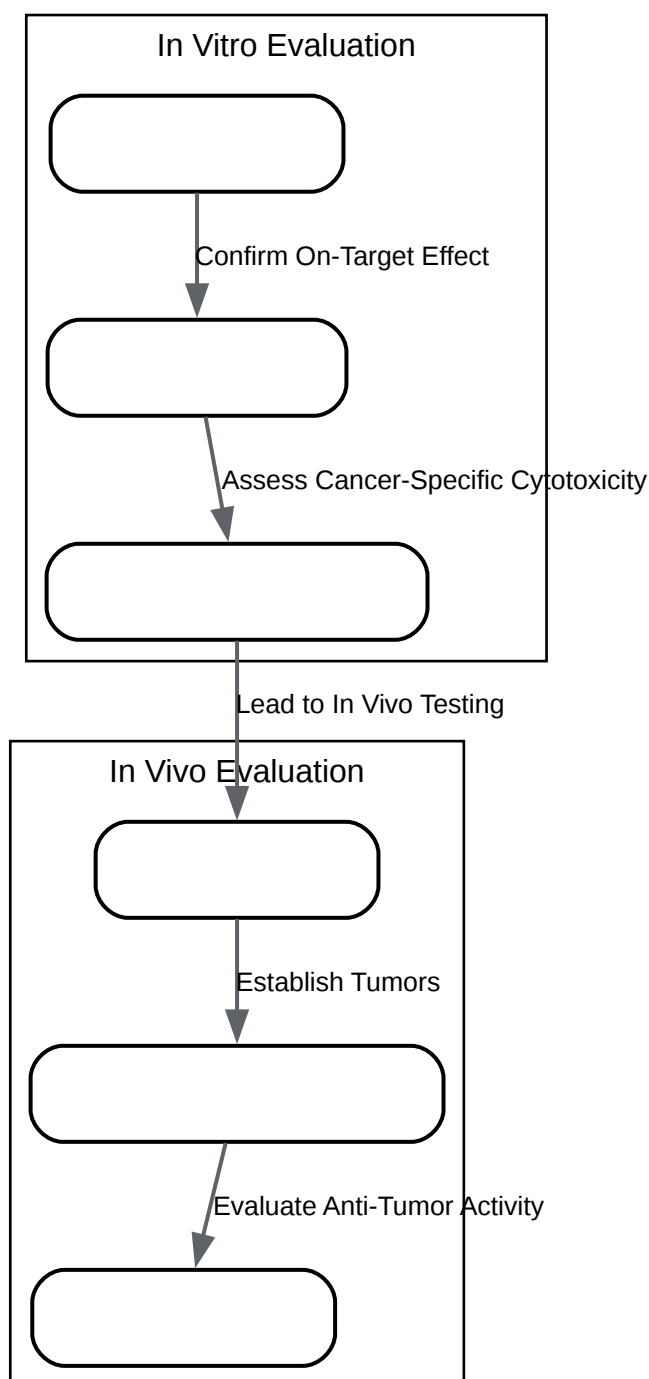 In Vitro Evaluation
Confirm On-Target Effect
Assess Cancer-Specific Cytotoxicity
Lead to In Vivo Testing
In Vivo Evaluation
Establish Tumors
Evaluate Anti-Tumor Activity